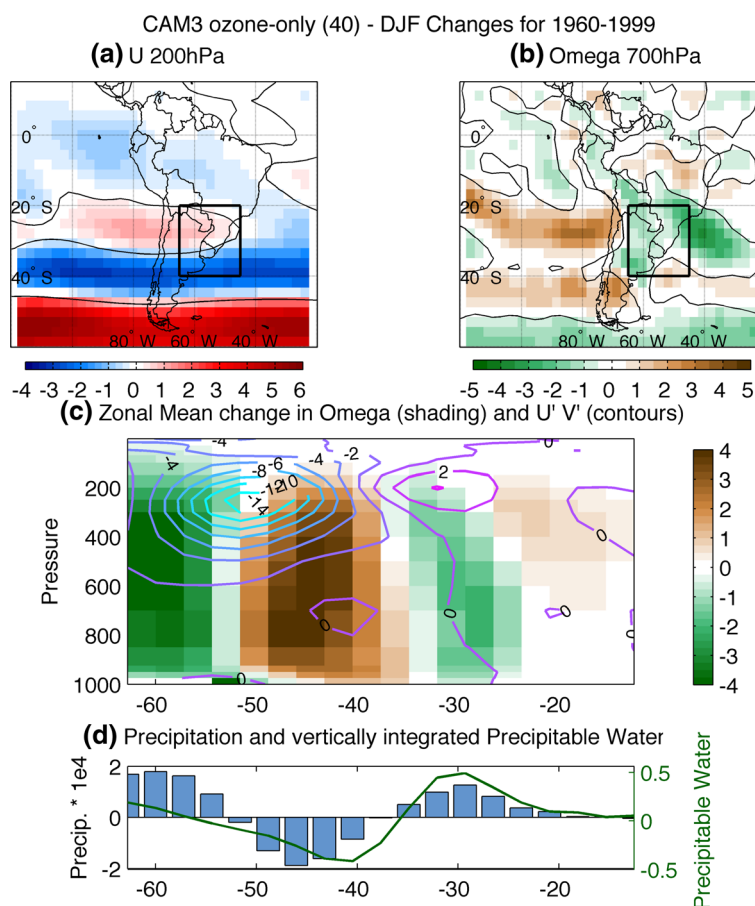 CAM3 ozone-only (40) - DJF Changes for 1960-1999
(a) U 200hPa
(b) Omega 700hPa
0°
20° S
40° S
80° W 60° W 40° W
0°
20° S
40° S
80° W 60° W 40° W
-4 -3 -2 -1 0 1 2 3 4 5 6
-5 -4 -3 -2 -1 0 1 2 3 4 5
(c) Zonal Mean change in Omega (shading) and U' V' (contours)
Pressure
200
400
600
800
1000
-4
-4
-8
-6
-4
-2
-12
-10
-14
2
0
0
0
0
0
0
0
4
3
2
1
0
-1
-2
-3
-4
-60 -50 -40 -30 -20
(d) Precipitation and vertically integrated Precipitable Water
Precip. * 1e4
2
0
-2
0.5
0
-0.5
Precipitable Water
-60 -50 -40 -30 -20